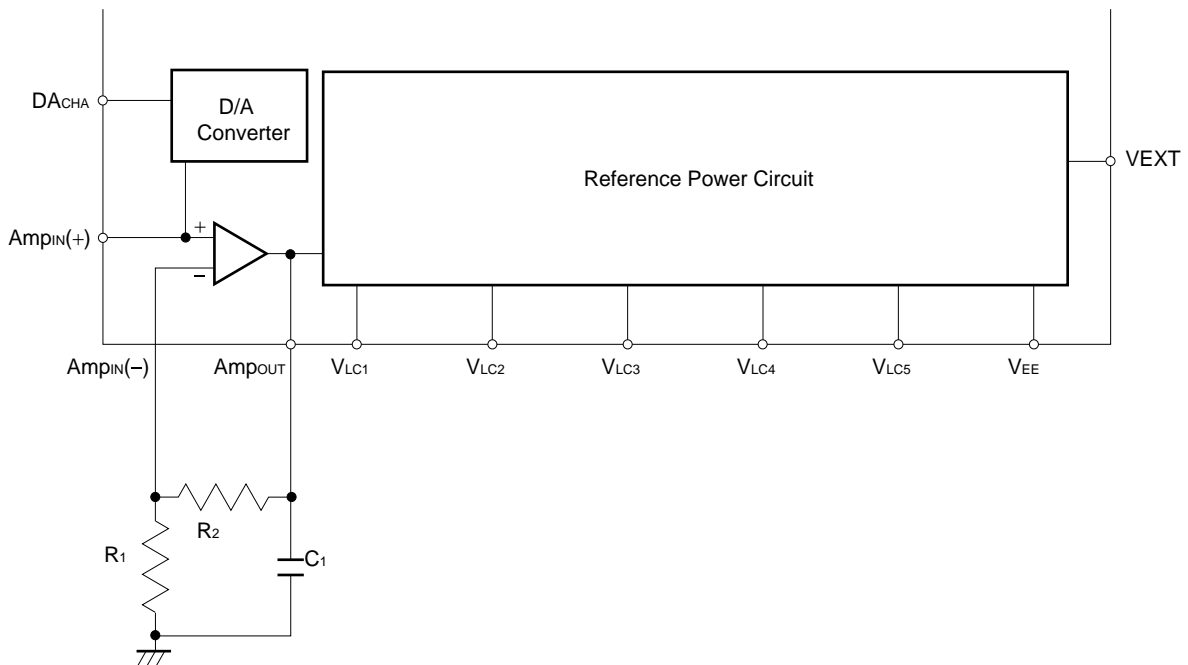 DACHA
D/A
Converter
Reference Power Circuit
VEXT
AmpIN(+)
+
−
AmpIN(−)
AmpOUT
VLC1
VLC2
VLC3
VLC4
VLC5
VEE
R2
R1
C1